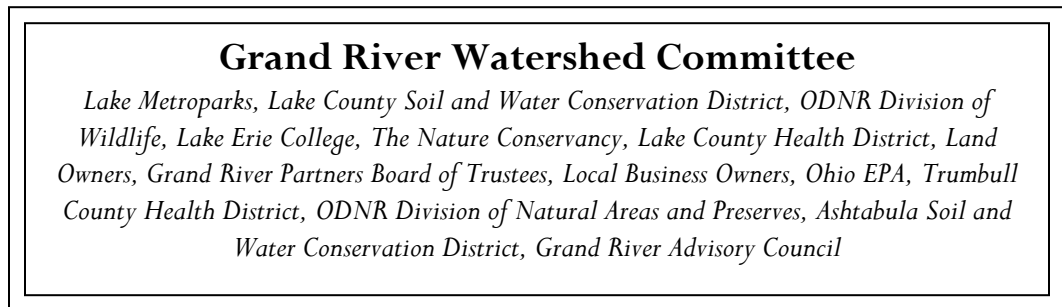 Grand River Watershed Committee
Lake Metroparks, Lake County Soil and Water Conservation District, ODNR Division of
Wildlife, Lake Erie College, The Nature Conservancy, Lake County Health District, Land
Owners, Grand River Partners Board of Trustees, Local Business Owners, Ohio EPA, Trumbull
County Health District, ODNR Division of Natural Areas and Preserves, Ashtabula Soil and
Water Conservation District, Grand River Advisory Council